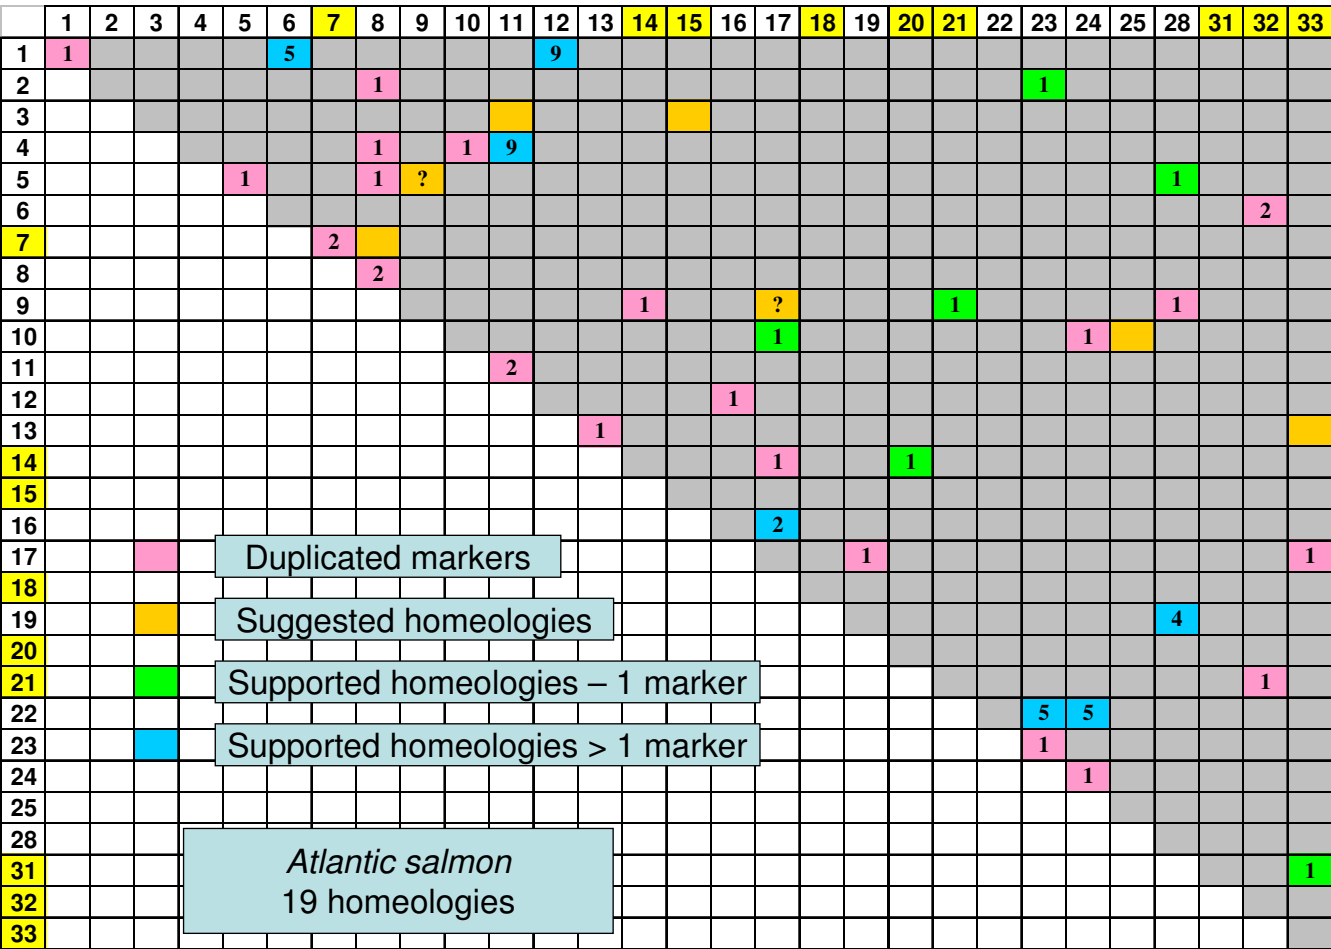 1 2 3 4 5 6 7 8 9 10 11 12 13 14 15 16 17 18 19 20 21 22 23 24 25 28 31 32 33
1 1 5 9
2 1 1
3
4 1 1 9
5 1 1 ? 1
6 2
7 2
8 2
9 1 ? 1 1
10 1 1
11 2
12 1
13 1
14 1 1
15
16 2
17 Duplicated markers 1 1
18
19 Suggested homeologies 4
20
21 Supported homeologies – 1 marker 1
22 5 5
23 Supported homeologies > 1 marker 1
24 1
25
28
Atlantic salmon
31 1
19 homeologies
32
33